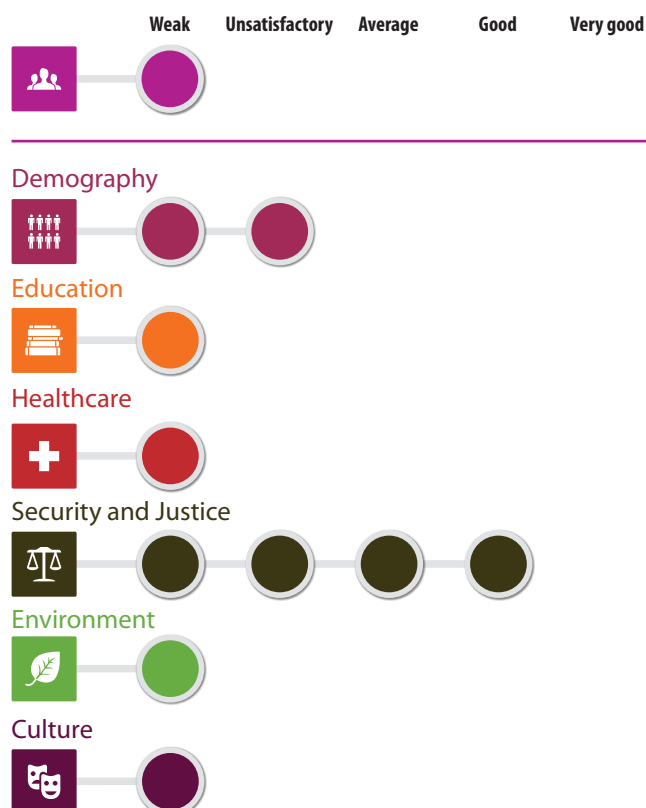 Weak Unsatisfactory Average Good Very good
Demography
Education
Healthcare
Security and Justice
Environment
Culture